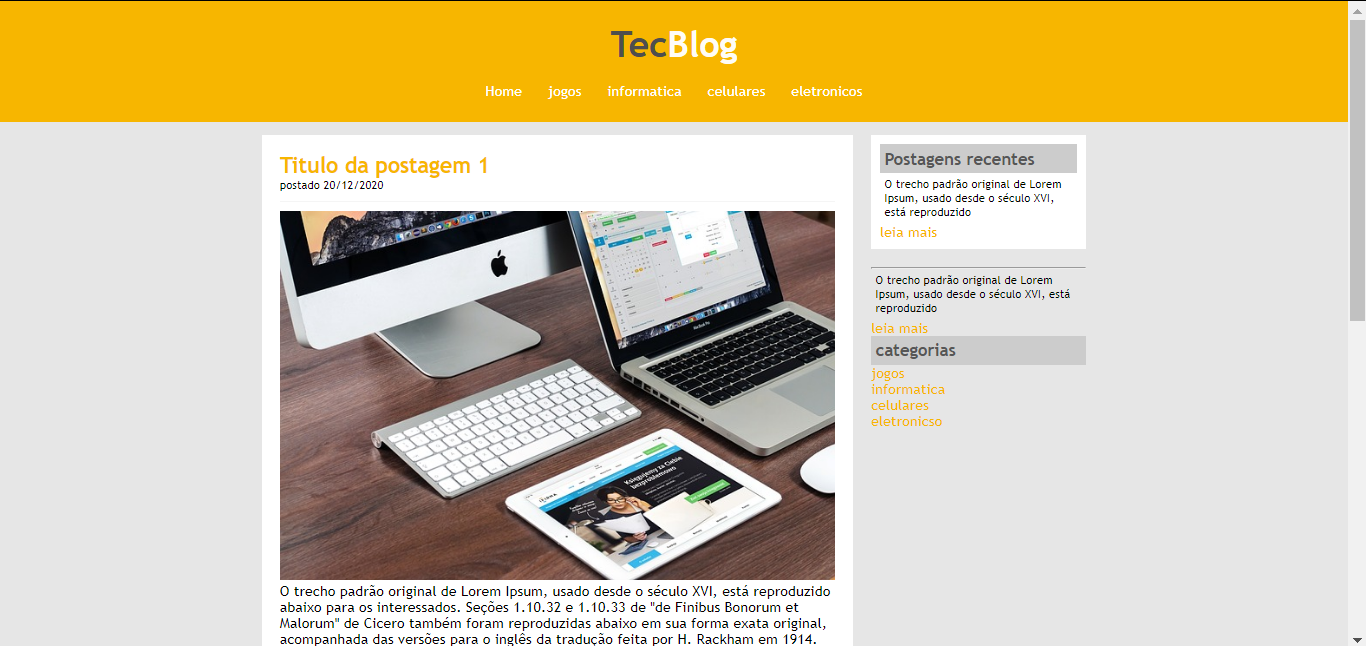 TecBlog
Home jogos informatica celulares eletronicos
Titulo da postagem 1
postado 20/12/2020
O trecho padrão original de Lorem Ipsum, usado desde o século XVI, está reproduzido
abaixo para os interessados. Seções 1.10.32 e 1.10.33 de "de Finibus Bonorum et
Malorum" de Cicero também foram reproduzidas abaixo em sua forma exata original,
acompanhada das versões para o inglês da tradução feita por H. Rackham em 1914.
Postagens recentes
O trecho padrão original de Lorem
Ipsum, usado desde o século XVI,
está reproduzido
leia mais
O trecho padrão original de Lorem
Ipsum, usado desde o século XVI, está
reproduzido
leia mais
categorias
jogos
informatica
celulares
eletronicso